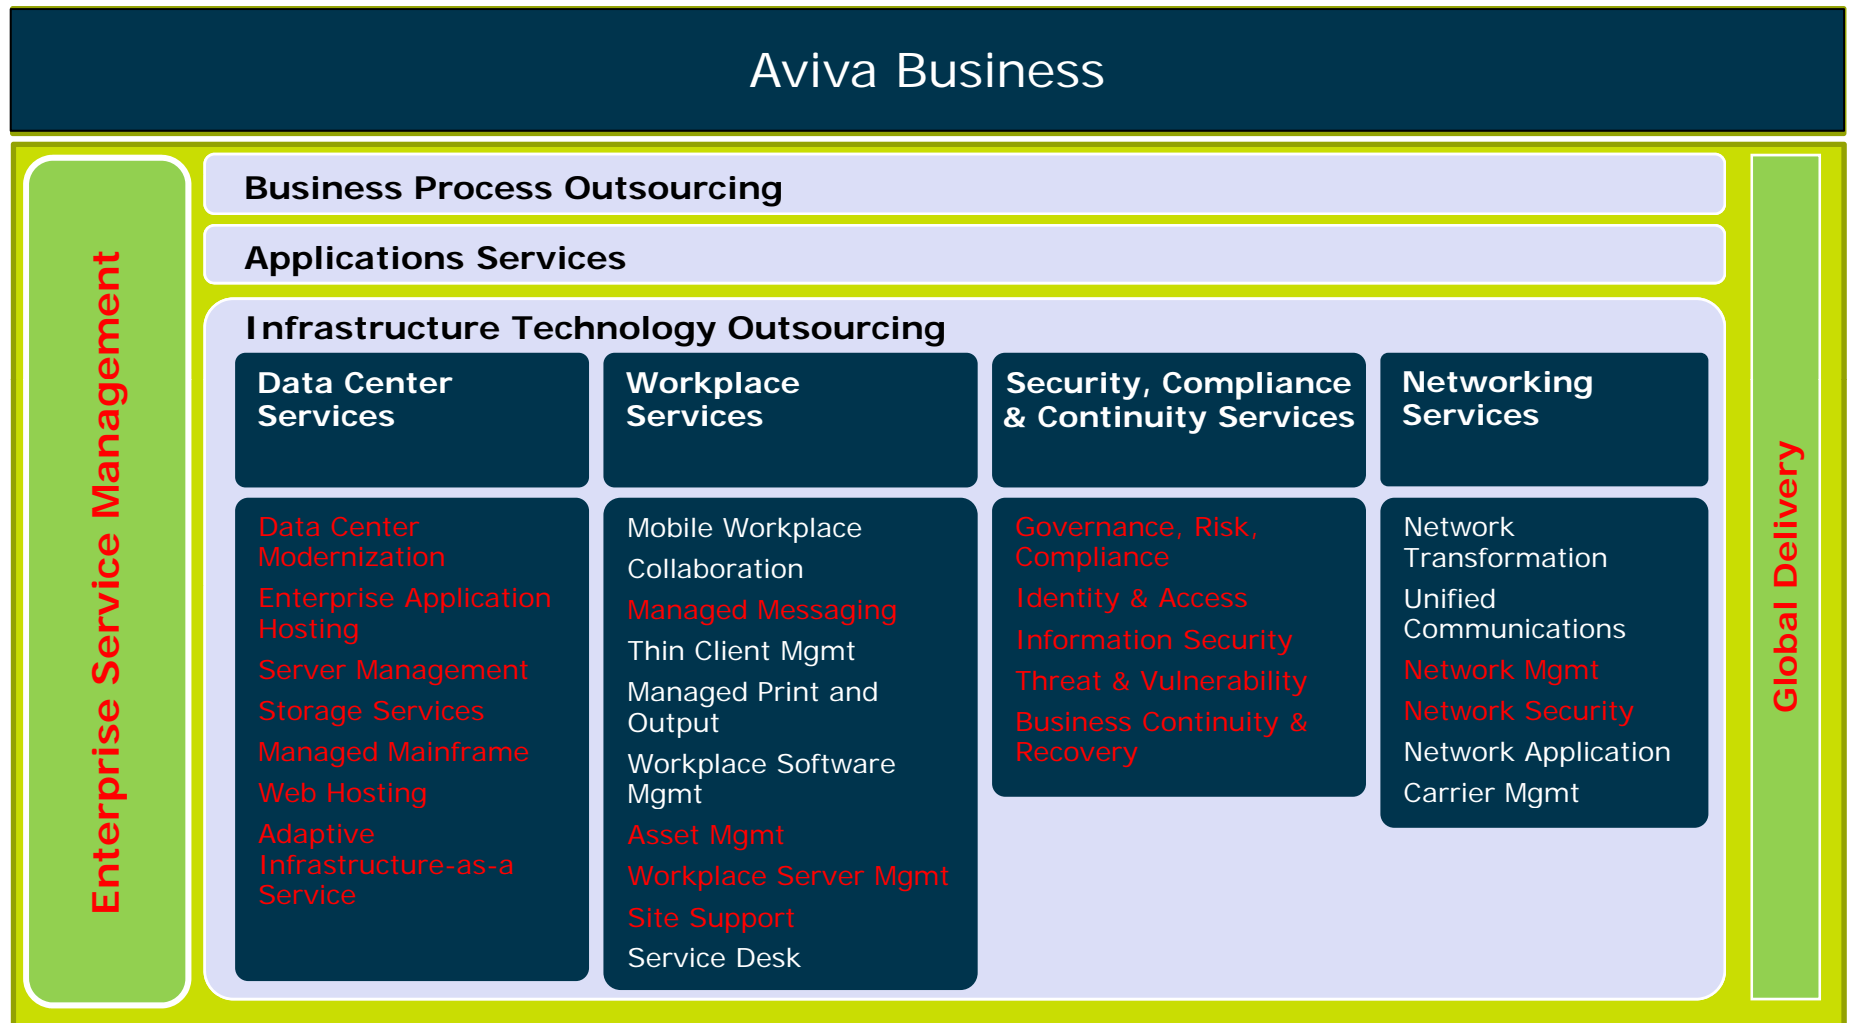 Aviva Business
Enterprise Service Management
Business Process Outsourcing
Applications Services
Infrastructure Technology Outsourcing
Data Center
Services
Data Center
Modernization
Enterprise Application
Hosting
Server Management
Storage Services
Managed Mainframe
Web Hosting
Adaptive
Infrastructure-as-a
Service
Workplace
Services
Mobile Workplace
Collaboration
Managed Messaging
Thin Client Mgmt
Managed Print and
Output
Workplace Software
Mgmt
Asset Mgmt
Workplace Server Mgmt
Site Support
Service Desk
Security, Compliance
& Continuity Services
Governance, Risk,
Compliance
Identity & Access
Information Security
Threat & Vulnerability
Business Continuity &
Recovery
Networking
Services
Network
Transformation
Unified
Communications
Network Mgmt
Network Security
Network Application
Carrier Mgmt
Global Delivery